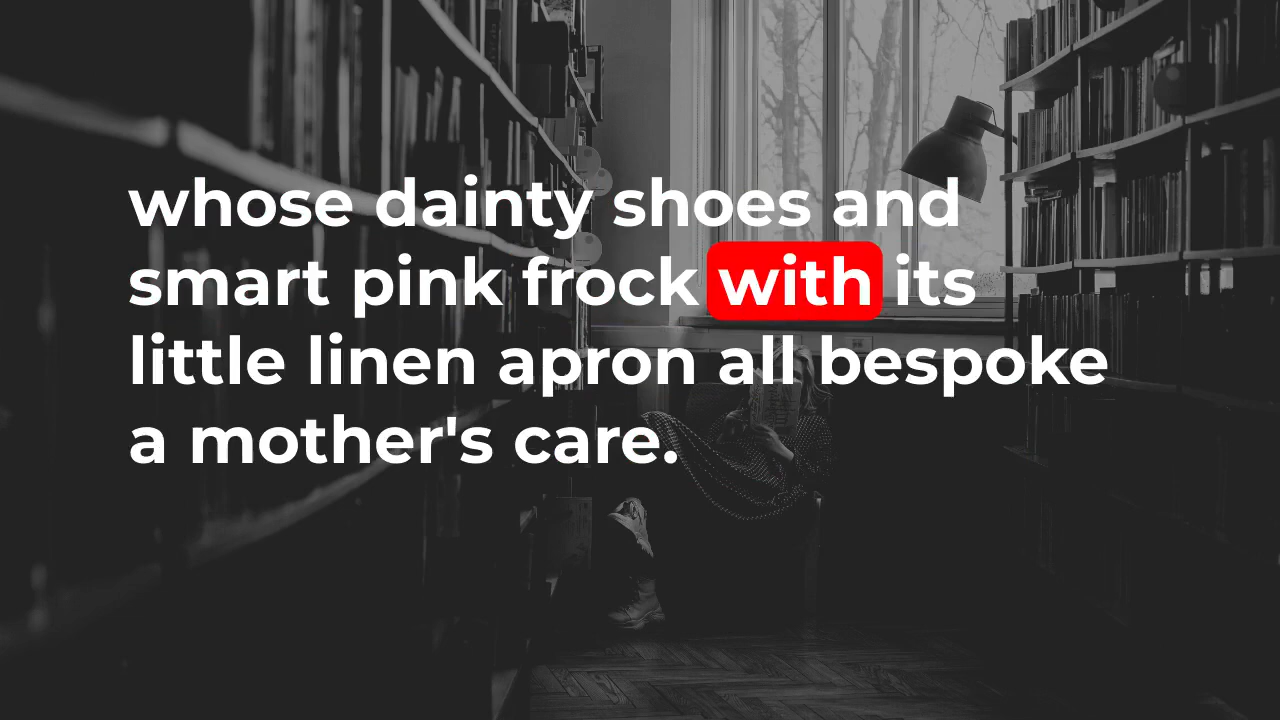 whose dainty shoes and
smart pink frock with its
little linen apron all bespoke
a mother's care.